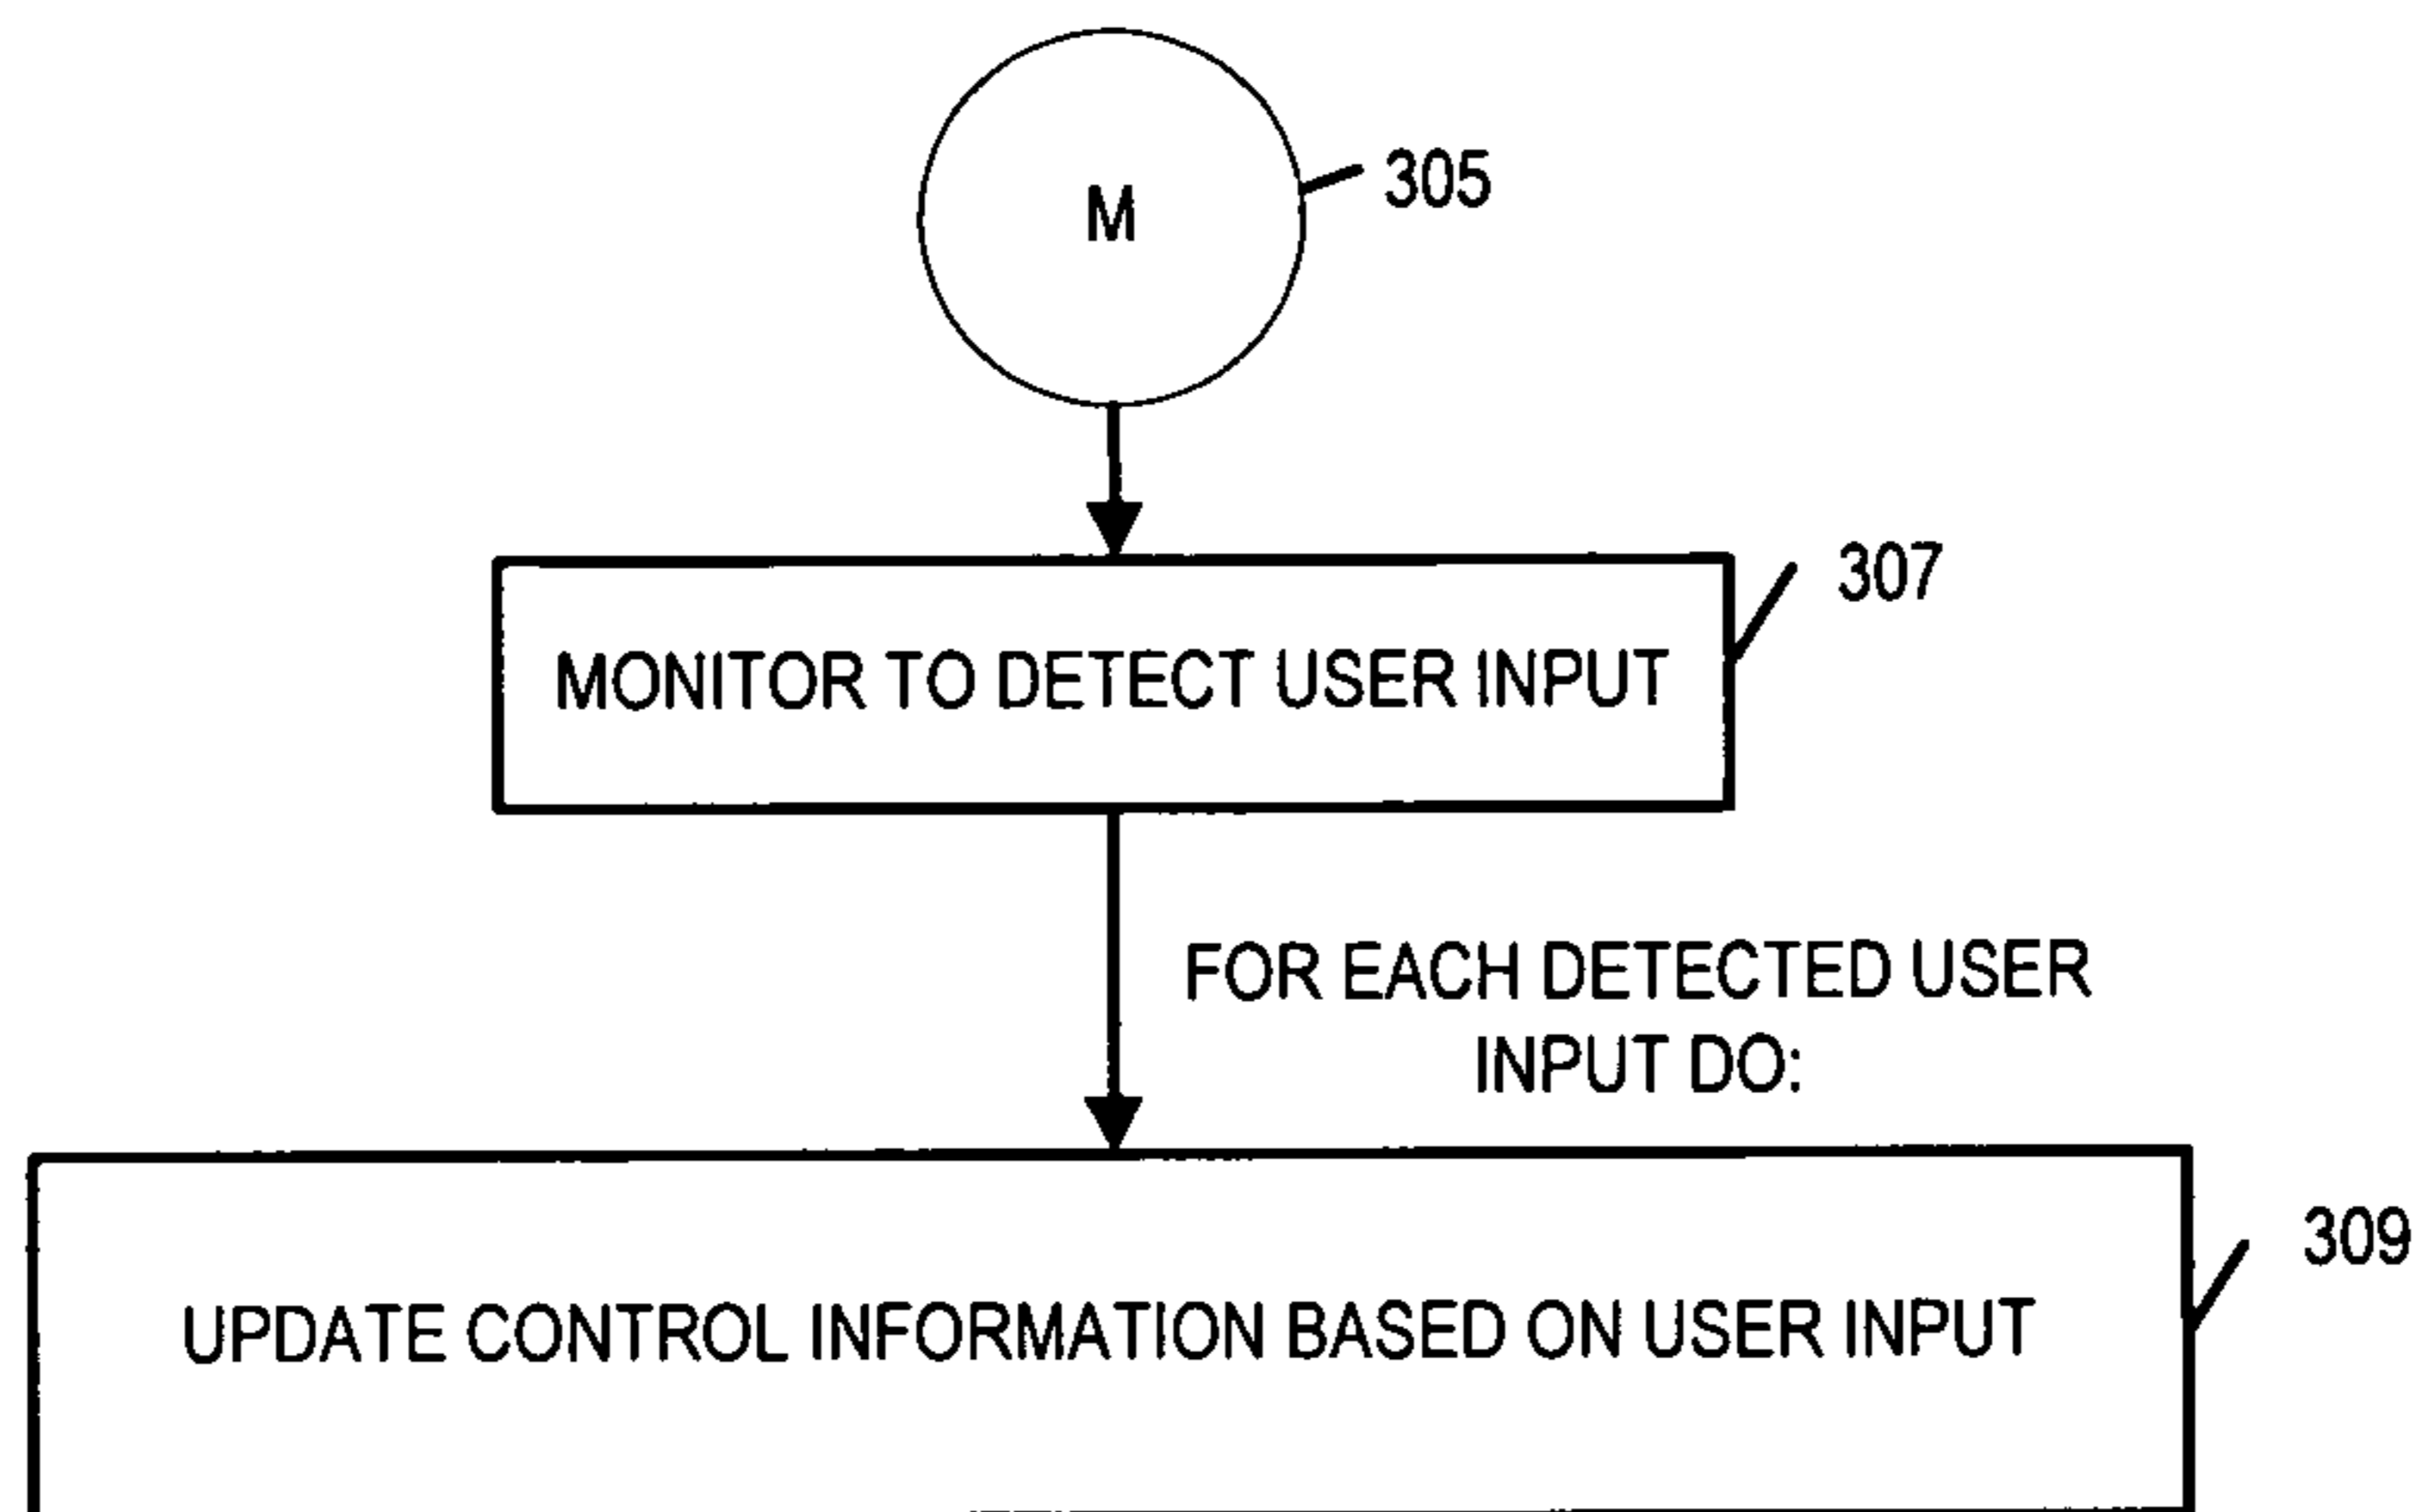 M
305
307
MONITOR TO DETECT USER INPUT
FOR EACH DETECTED USER
INPUT DO:
309
UPDATE CONTROL INFORMATION BASED ON USER INPUT